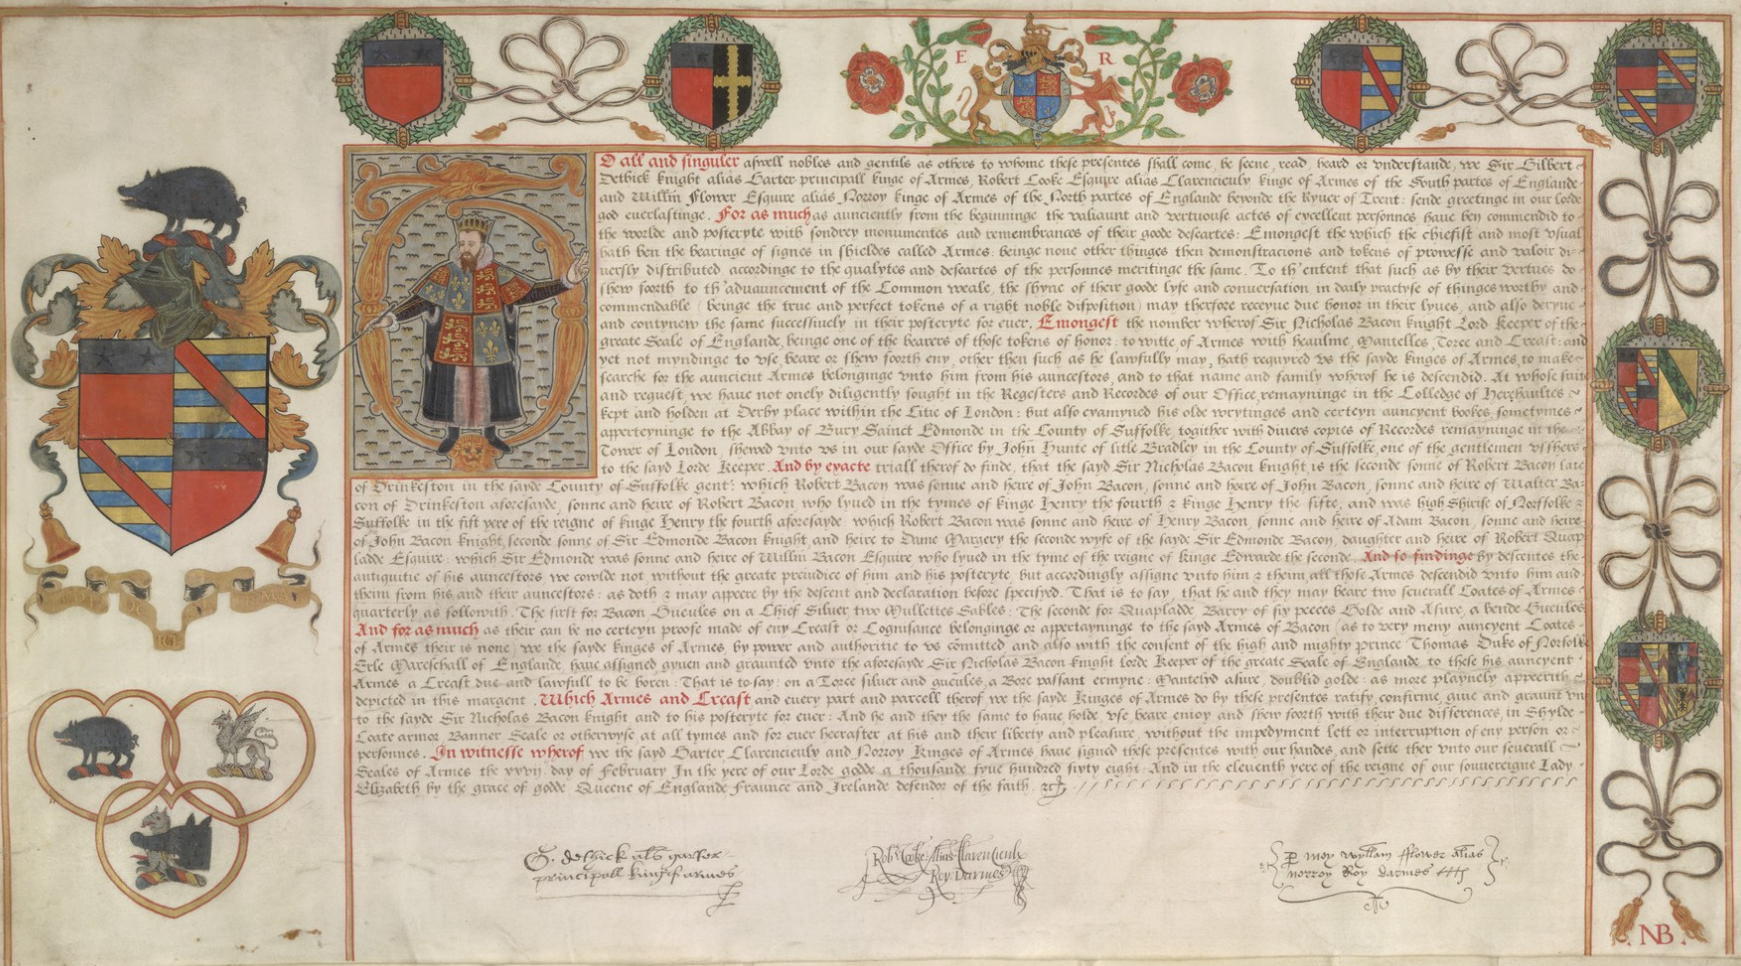 E R
O all and singuler aswell nobles and gentils as others to whome these presentes shall come, be seene, read, heard or understande, we Sir Gilbert
Dethick knight alias Garter principall kinge of Armes, Robert Cooke Esquyre alias Clarencieulx kinge of Armes of the South partes of Englande
and Willm̃ Flower Esquyre alias Norroy kinge of Armes of the North partes of Englande beyonde the Ryver of Trent: sende greetinge in our lorde
god everlastinge. For as much as aunciently from the beginninge the valiaunt and vertuouse actes of excellent personnes have ben commendid to
the worlde and posteryte with sondrey monumentes and remembrances of their goode deseartes: Emongest the which the chiefist and most usual
hath ben the bearinge of signes in shieldes called Armes: beinge none other thinges then demonstracions and tokens of prowesse and valoir di-
versly distributed accordinge to the qualytes and deseartes of the personnes meritinge the same. To th'entent that such as by their vertues do
shew foorth to th'advauncement of the Common weale, the shyne of their goode lyfe and conversation in daily practyse of thinges worthy and
commendable (beinge the true and perfect tokens of a right noble disposition) may therfore receyve due honor in their lyves, and also deryve
and contynew the same successively in their posteryte for ever. Emongest the nomber wherof Sir Nicholas Bacon knight Lord Keeper of the
greate Seale of Englande, beinge one of the bearers of those tokens of honor: to witte of Armes with heaulme, Mantelles, Torce and Creast: and
yet not myndinge to use, beare or shew foorth eny, other then such as he lawfully may, hath requyred us the sayde kinges of Armes, to make
searche for the auncient Armes belonginge unto him from his auncestors, and to that name and family wherof he is descendid. At whose suite
and request, we have not onely diligently sought in the Regesters and Recordes of our Office, remayninge in the Colledge of Herehaultes
kept and holden at Derby place within the Citie of London: but also examyned his olde wrytinges and certeyn auncyent bookes, sometymes
apperteyninge to the Abbay of Bury Sainct Edmonde in the County of Suffolke, togither with divers copies of Recordes remayninge in the
Tower of London, shewed unto us in our sayde Office by John Hunte of litle Bradley in the County of Suffolke, one of the gentlemen usshers
to the sayd Lorde Keeper. And by exacte triall therof do finde, that the sayd Sir Nicholas Bacon knight, is the seconde sonne of Robert Bacon late
of Drinkeston in the sayde County of Suffolke gent: which Robert Bacon was sonne and heire of John Bacon, sonne and heire of John Bacon, sonne and heire of Walter Ba-
con of Drinkeston aforesayde, sonne and heire of Robert Bacon who lyved in the tymes of kinge Henry the fourth & kinge Henry the fifte, and was high Shirife of Norffolke &
Suffolke in the fift yere of the reigne of kinge Henry the fourth aforesayde: which Robert Bacon was sonne and heire of Henry Bacon, sonne and heire of Adam Bacon, sonne and heire
of John Bacon knight, seconde sonne of Sir Edmonde Bacon knight, and heire to Dame Margery the seconde wyfe of the sayde Sir Edmonde Bacon, daughter and heire of Robert Quap
ladde Esquire: which Sir Edmonde was sonne and heire of Willm̃ Bacon Esquire who lyved in the tyme of the reigne of kinge Edwarde the seconde. And so findinge by descentes the
antiquitie of his auncestors we cowlde not, without the greate prejudice of him and his posteryte, but accordingly assigne unto him & theim, all those Armes descendid unto him and
theim from his and their auncestors: as doth & may appeere by the descent and declaration before specifyed. That is to say, that he and they may beare two severall Coates of Armes
quarterly as followith. The first for Bacon Gueules on a Chief Silver, two Mullettes Sables: The seconde for Quapladde, Barry of six peeces Golde and Asure, a bende Gueules
And for as much as their can be no certeyn proofe made of eny Creast or Cognisance belonginge or appertayninge to the sayd Armes of Bacon (as to very meny auncyent Coates
of Armes their is none) we the sayde kinges of Armes, by power and authoritie to us comitted and also with the consent of the high and mighty prince Thomas Duke of Norfolke
Erle Mareschall of Englande, have assigned gyven and graunted unto the aforesayde Sir Nicholas Bacon knight lorde Keeper of the greate Seale of Englande to these his auncyent
Armes a Creast due and lawfull to be boren: That is to say: on a Torce silver and gueules, a Bore passant ermyne: Mantelyd asure, doublid golde: as more playnely appeerith
depicted in this margent. Which Armes and Creast and every part and parcell therof we the sayde Kinges of Armes do by these presentes ratify, confirme, give and graunt un
to the sayde Sir Nicholas Bacon knight and to his posteryte for ever: And he and they the same to have holde, use beare enioy and shew foorth with their due differences, in Shylde
Coate armor, Banner Seale or otherwyse at all tymes and for ever heerafter at his and their liberty and pleasure, without the impedyment lett or interruption of eny person or
personnes. In witnesse wherof we the sayd Garter, Clarencieulx and Norroy Kinges of Armes have signed these presentes with our handes, and sette ther unto our severall
Seales of Armes the day of February In the yere of our Lorde godde a thousande fyve hundred sixty eight: And in the eleventh yere of the reigne of our souvereigne Lady
Elizabeth by the grace of godde Queene of Englande Fraunce and Irelande defendor of the faith. &c
G. dethick als garter
principall king of armes
Rob Cooke Alias Clarencieulx
Roy Darmes
P moy wyllam fflower alias
norroy Roy darmes
NB